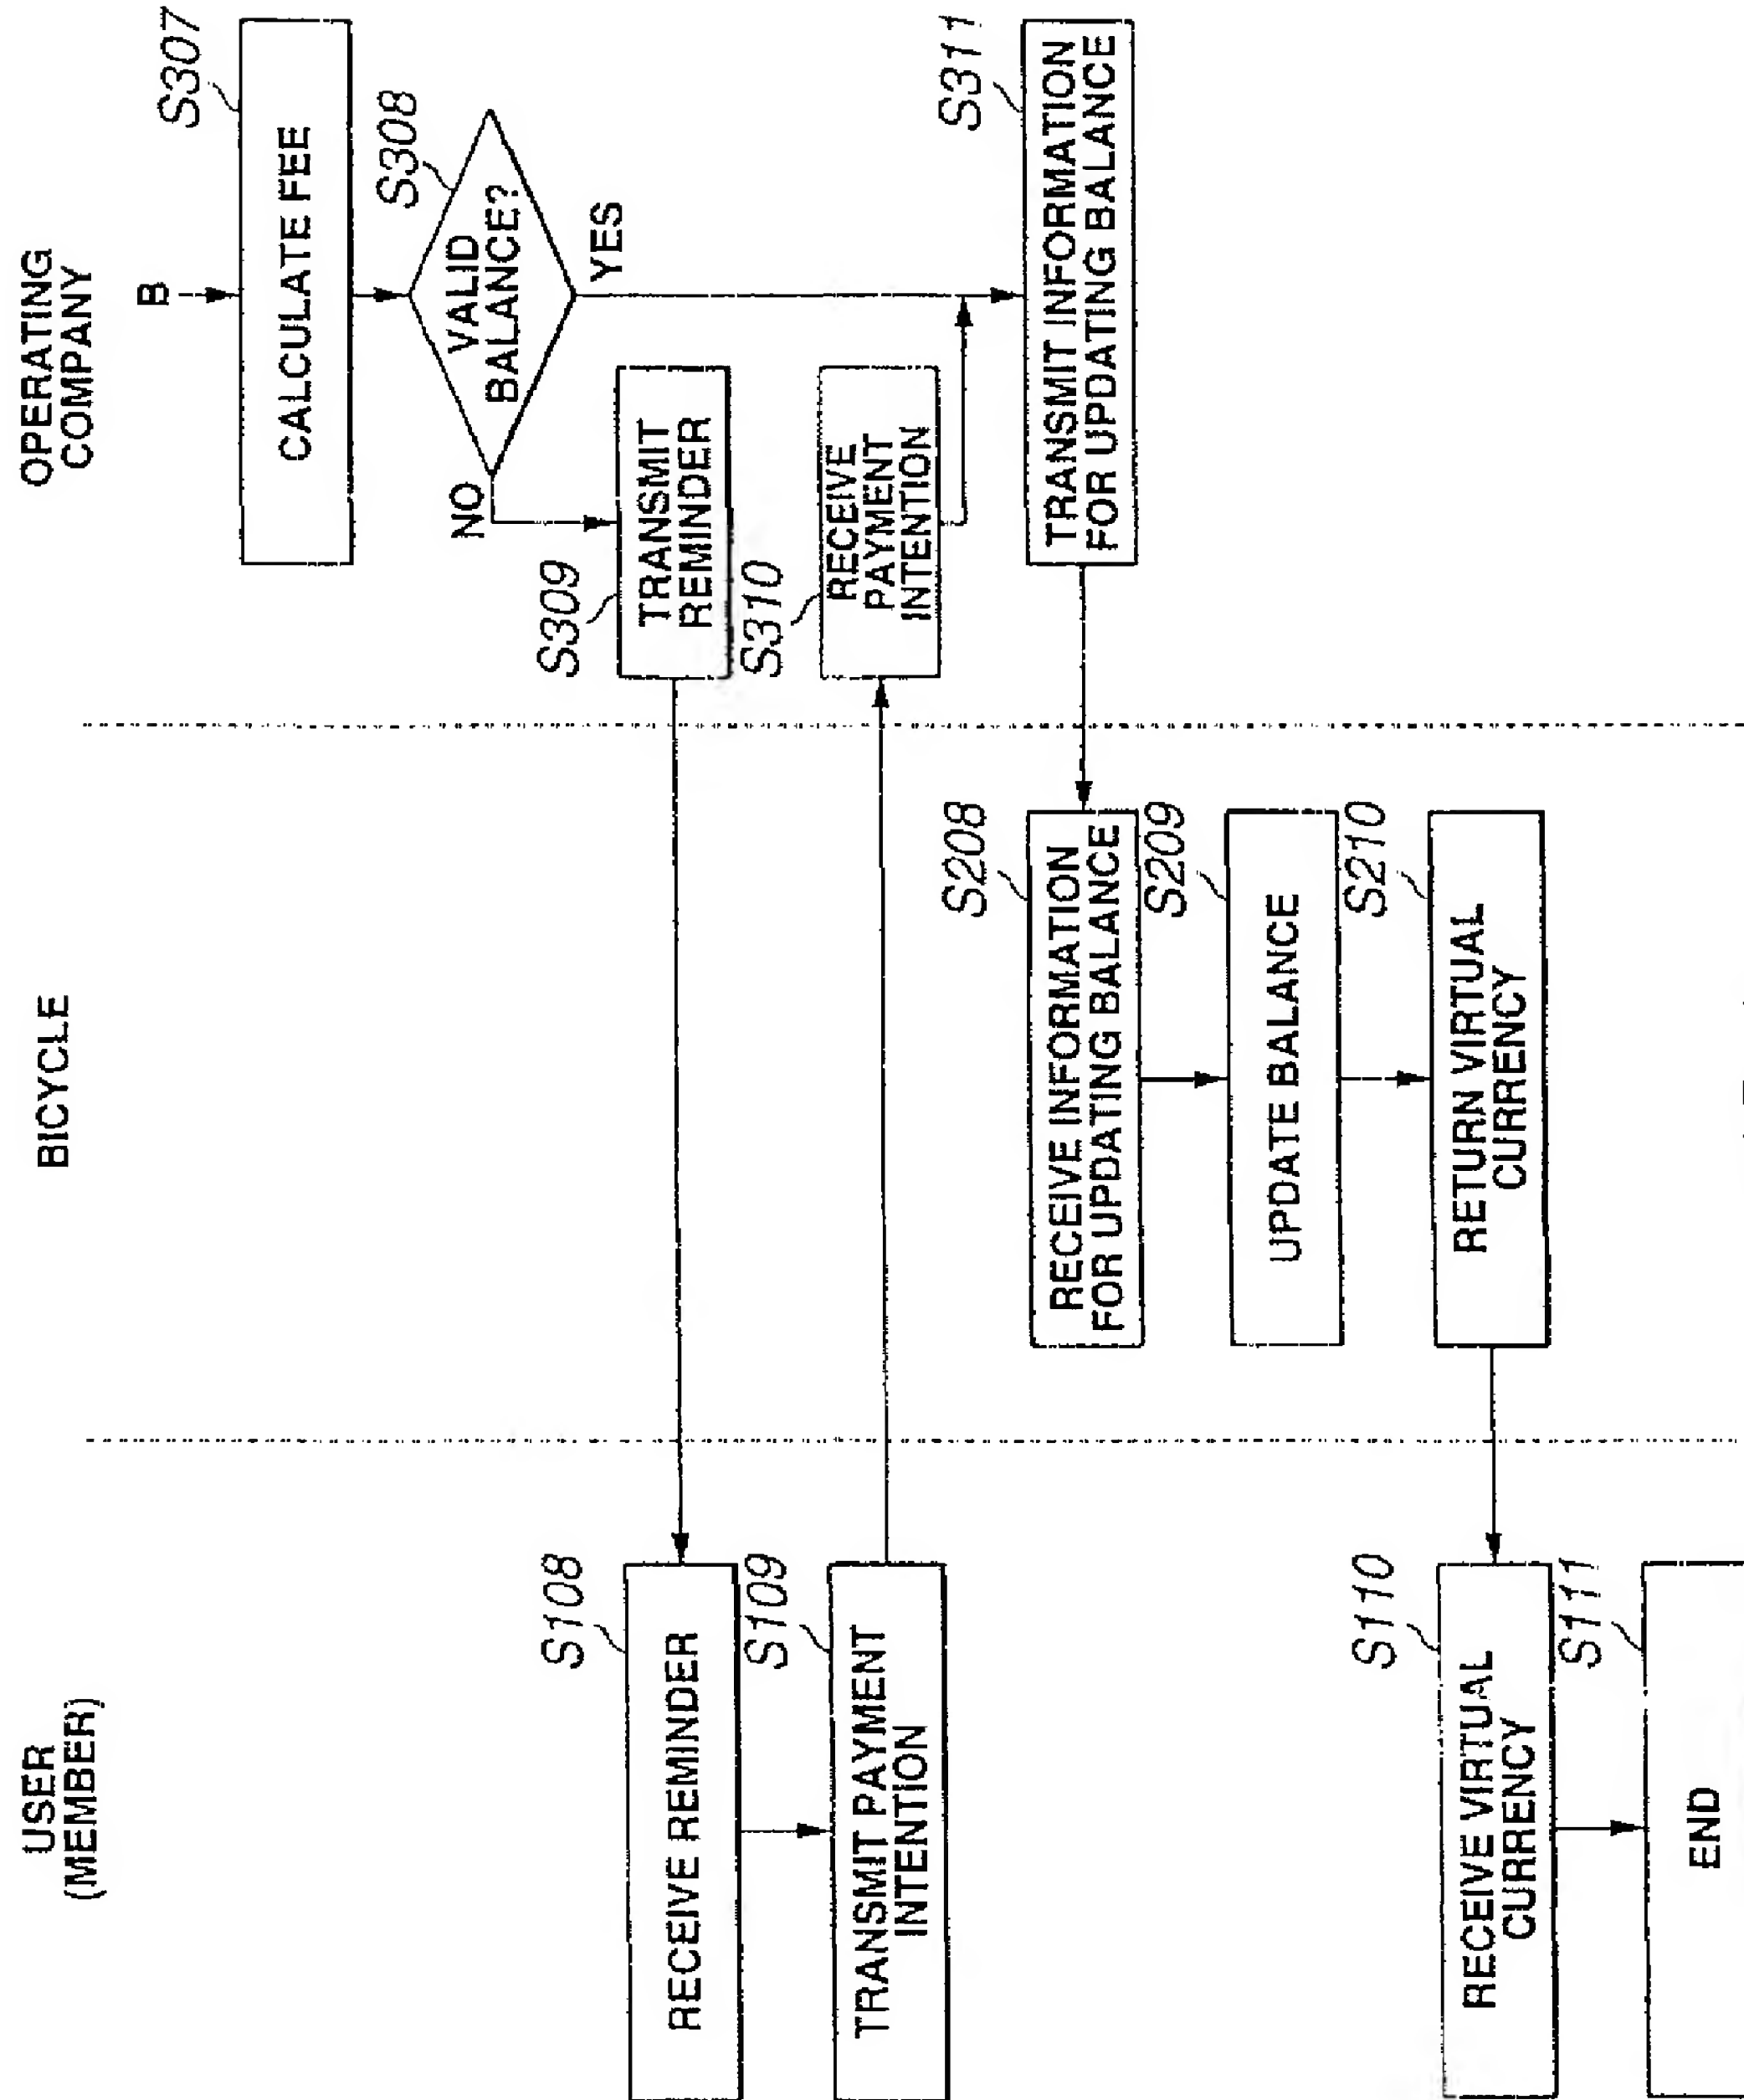 USER
(MEMBER)
BICYCLE
OPERATING
COMPANY
B
S307
CALCULATE FEE
S308
VALID
BALANCE?
NO
YES
S309
TRANSMIT
REMINDER
S108
RECEIVE REMINDER
S109
TRANSMIT PAYMENT
INTENTION
S310
RECEIVE
PAYMENT
INTENTION
S311
TRANSMIT INFORMATION
FOR UPDATING BALANCE
S208
RECEIVE INFORMATION
FOR UPDATING BALANCE
S209
UPDATE BALANCE
S210
RETURN VIRTUAL
CURRENCY
S110
RECEIVE VIRTUAL
CURRENCY
S111
END